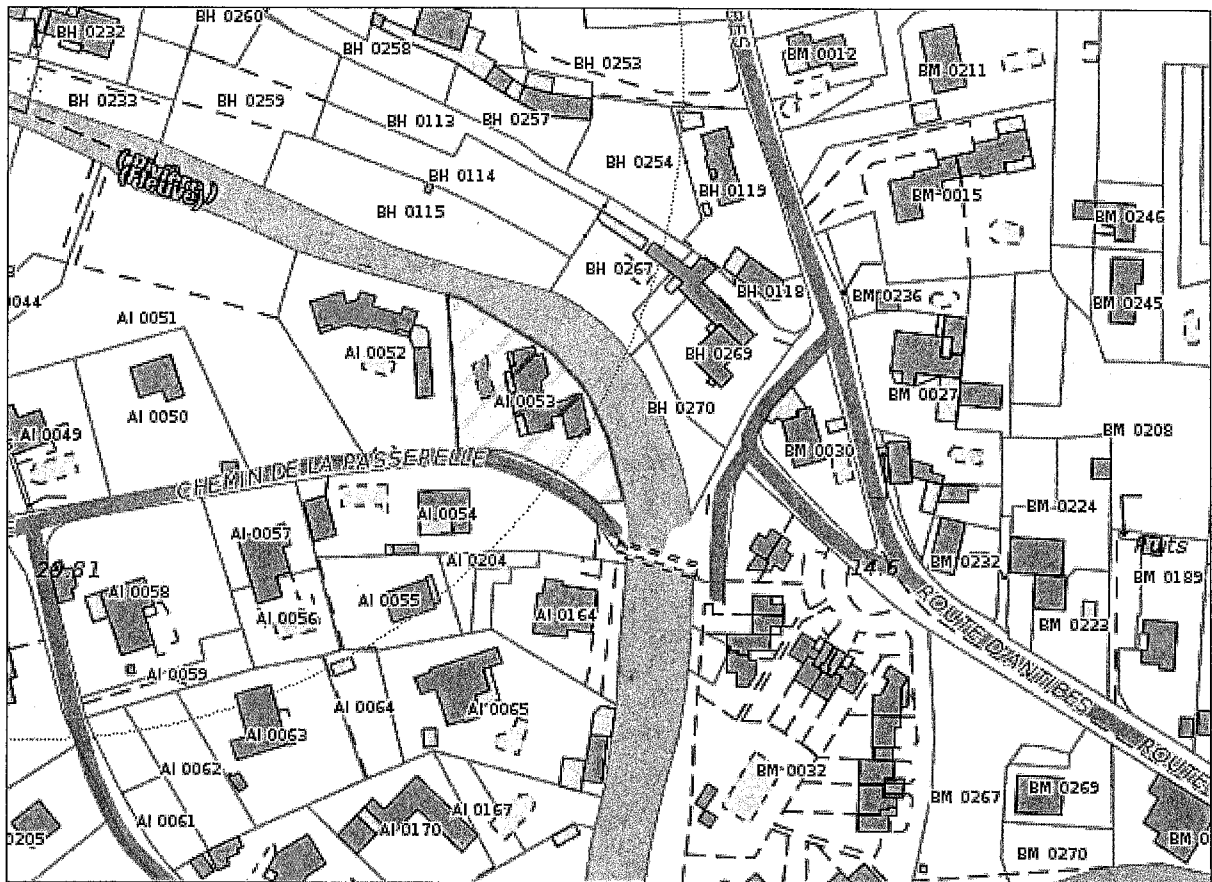 BH 0260
BH 0232
BH 0258
BH 0253
BM 0012
BM 0211
BH 0233
BH 0259
BH 0113
BH 0257
BH 0254
BH 0119
BH 0114
BM 0015
BH 0115
BM 0246
BH 0267
BH 0118
BM 0236
BM 0245
0044
AI 0051
AI 0052
BH 0269
BM 0027
AI 0053
BH 0270
AI 0050
AI 0049
BM 0208
BM 0030
CHEMIN DE LA PASSERELLE
AI 0054
BM 0224
AI 0057
Puits
AI 0204
BM 0232
14.6
29.81
BM 0189
AI 0058
AI 0055
AI 0056
AI 0164
BM 0223
ROUTE D'ANTIBES
AI 0059
AI 0064
AI 0065
AI 0063
ROUTE
AI 0062
BM 0032
BM 0267
BM 0269
AI 0061
AI 0167
AI 0170
0205
BM 0270